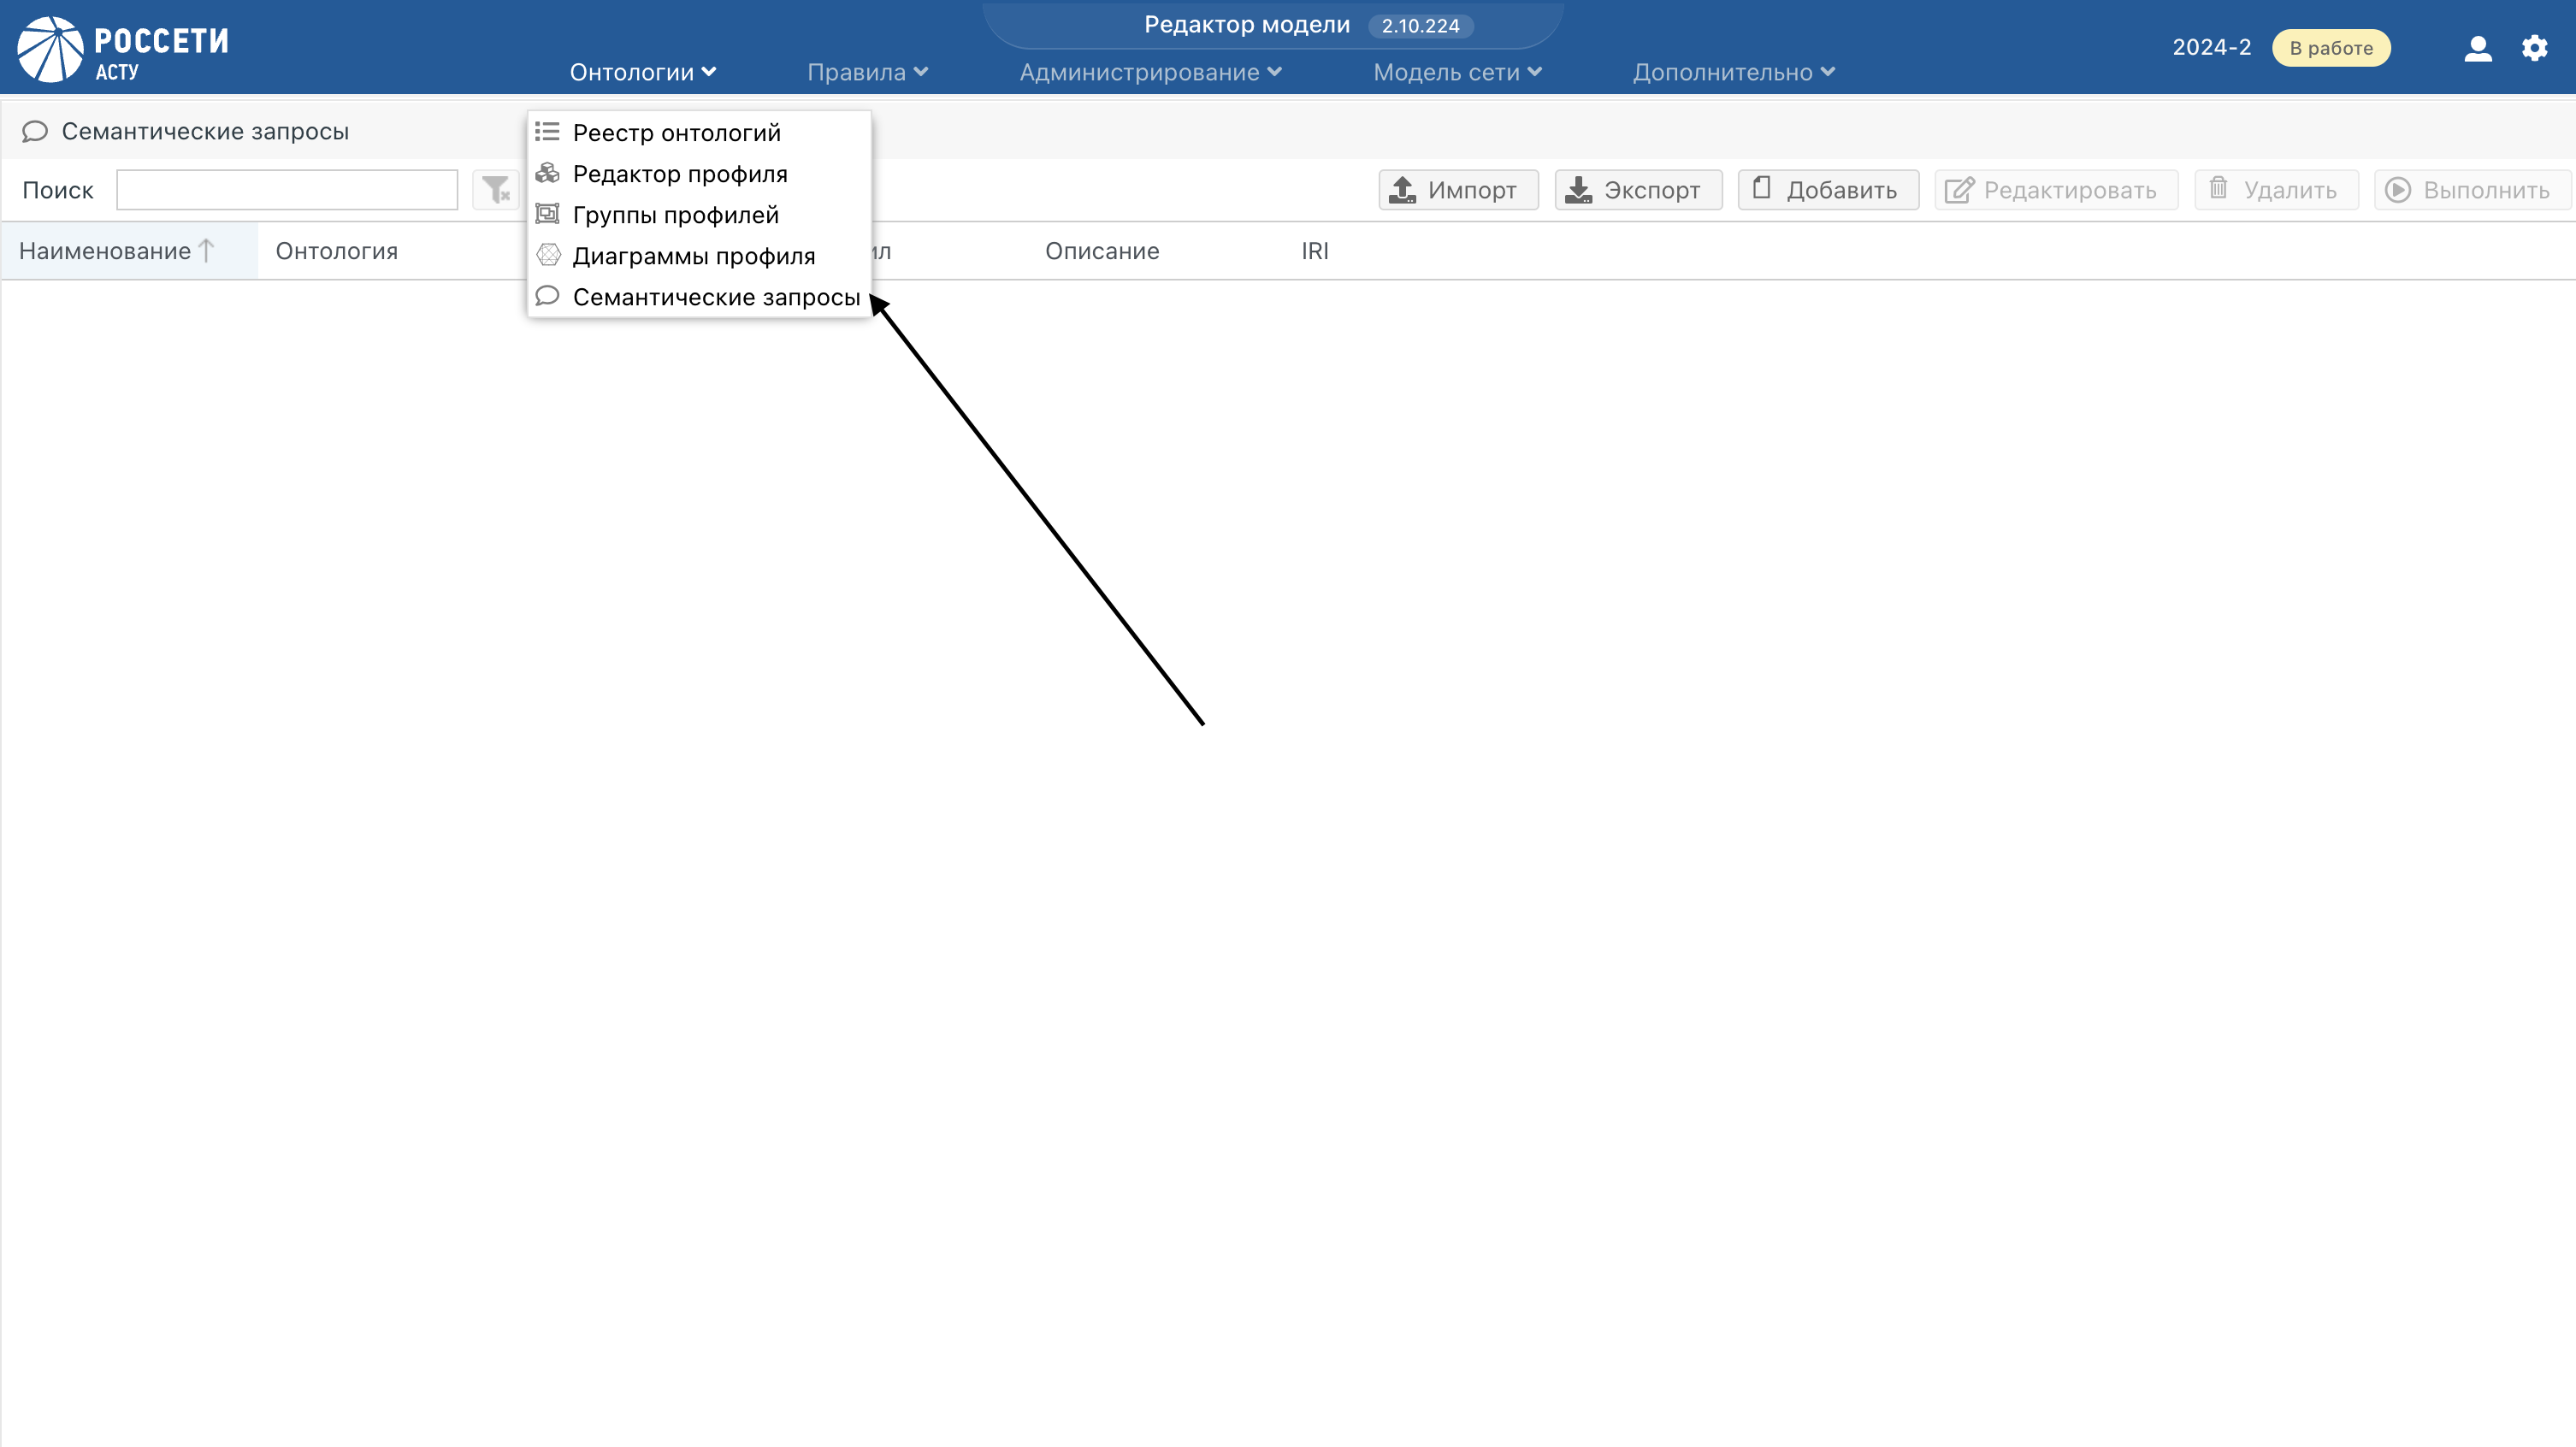 РОССЕТИ
АСТУ
Редактор модели 2.10.224
Онтологии Правила Администрирование Модель сети Дополнительно
2024-2 В работе
Семантические запросы
Реестр онтологий
Редактор профиля
Группы профилей
Диаграммы профиля
Семантические запросы
Поиск
Импорт Экспорт Добавить Редактировать Удалить Выполнить
Наименование Онтология Описание IRI